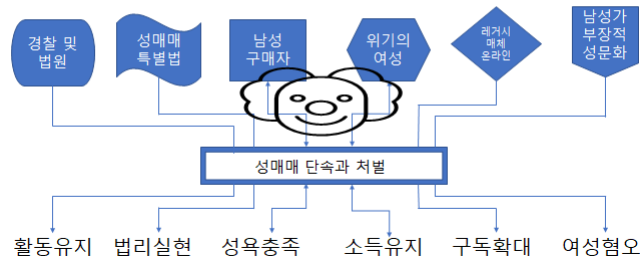 경찰 및
법원
성매매
특별법
남성
구매자
위기의
여성
레거시
매체
온라인
남성가
부장적
성문화
성매매 단속과 처벌
활동유지
법리실현
성욕충족
소득유지
구독확대
여성혐오